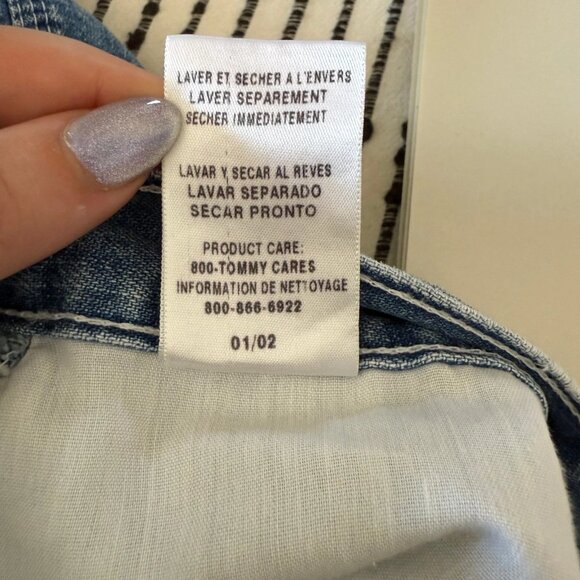 LAVER ET SECHER A L'ENVERS
LAVER SEPAREMENT
SECHER IMMEDIATEMENT
LAVAR Y SECAR AL REVES
LAVAR SEPARADO
SECAR PRONTO
PRODUCT CARE:
800-TOMMY CARES
INFORMATION DE NETTOYAGE
800-866-6922
01/02